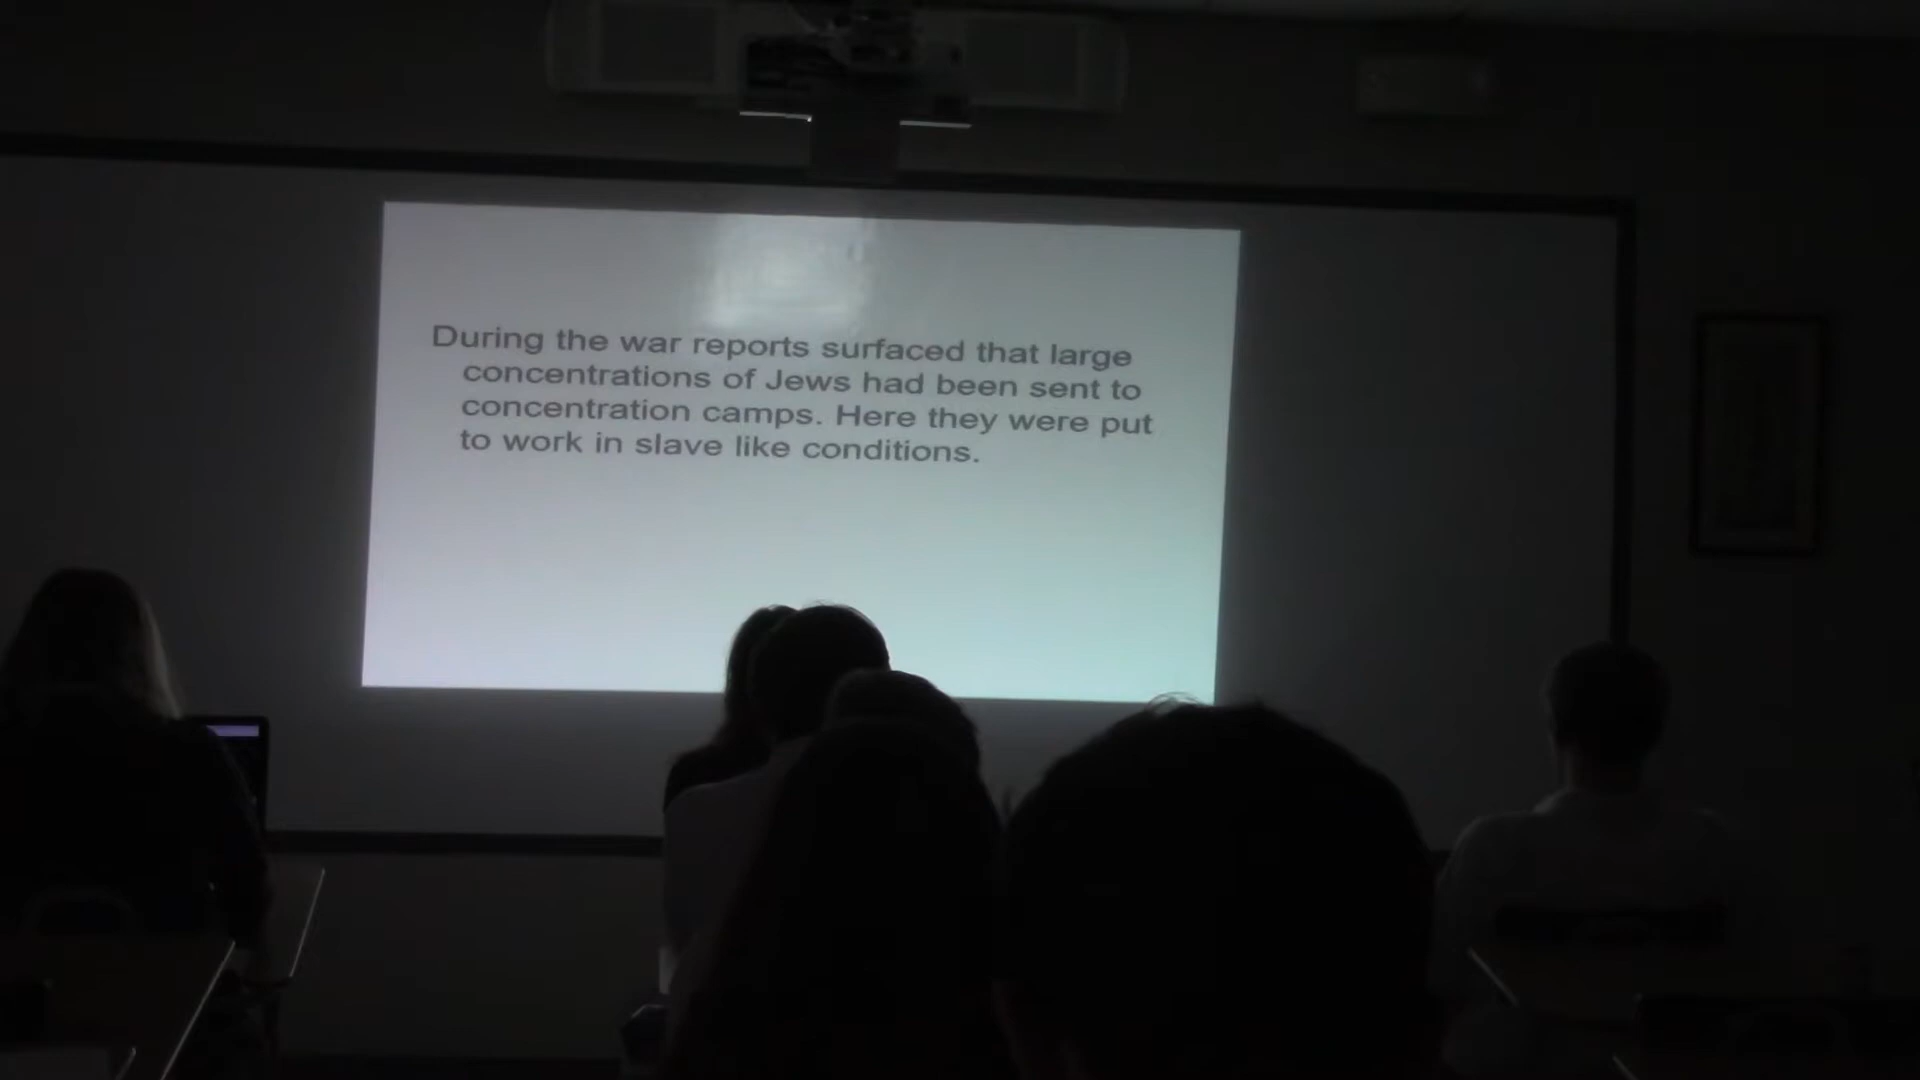 During the war reports surfaced that large
concentrations of Jews had been sent to
concentration camps. Here they were put
to work in slave like conditions.